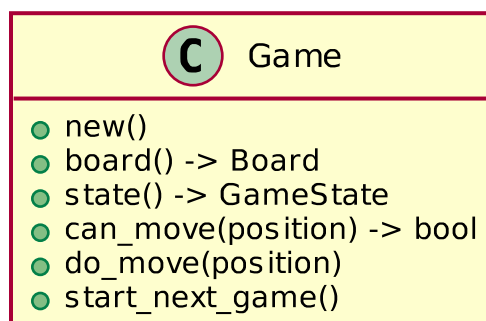 C Game
new()
board() -> Board
state() -> GameState
can_move(position) -> bool
do_move(position)
start_next_game()